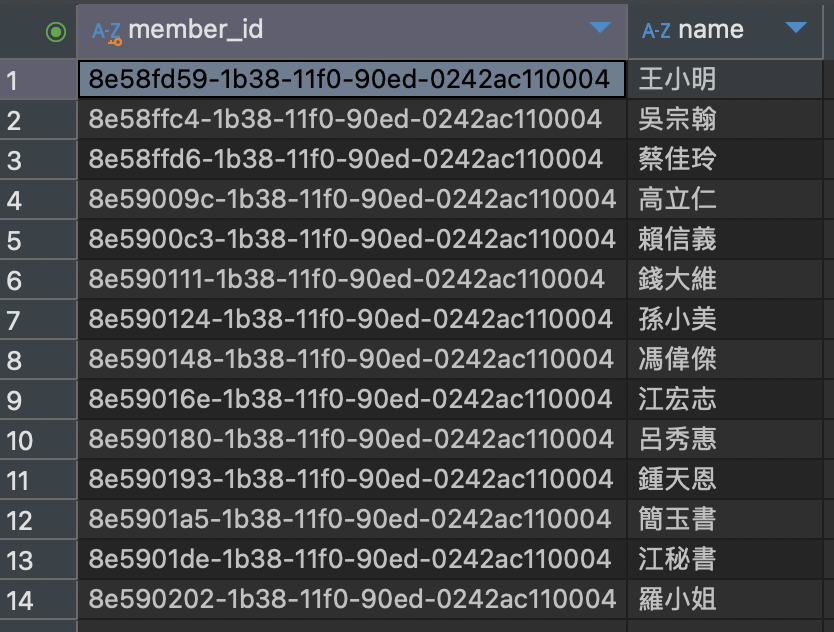 A-Z member_id A-Z name
1 8e58fd59-1b38-11f0-90ed-0242ac110004 王小明
2 8e58ffc4-1b38-11f0-90ed-0242ac110004 吳宗翰
3 8e58ffd6-1b38-11f0-90ed-0242ac110004 蔡佳玲
4 8e59009c-1b38-11f0-90ed-0242ac110004 高立仁
5 8e5900c3-1b38-11f0-90ed-0242ac110004 賴信義
6 8e590111-1b38-11f0-90ed-0242ac110004 錢大維
7 8e590124-1b38-11f0-90ed-0242ac110004 孫小美
8 8e590148-1b38-11f0-90ed-0242ac110004 馮偉傑
9 8e59016e-1b38-11f0-90ed-0242ac110004 江宏志
10 8e590180-1b38-11f0-90ed-0242ac110004 呂秀惠
11 8e590193-1b38-11f0-90ed-0242ac110004 鍾天恩
12 8e5901a5-1b38-11f0-90ed-0242ac110004 簡玉書
13 8e5901de-1b38-11f0-90ed-0242ac110004 江秘書
14 8e590202-1b38-11f0-90ed-0242ac110004 羅小姐